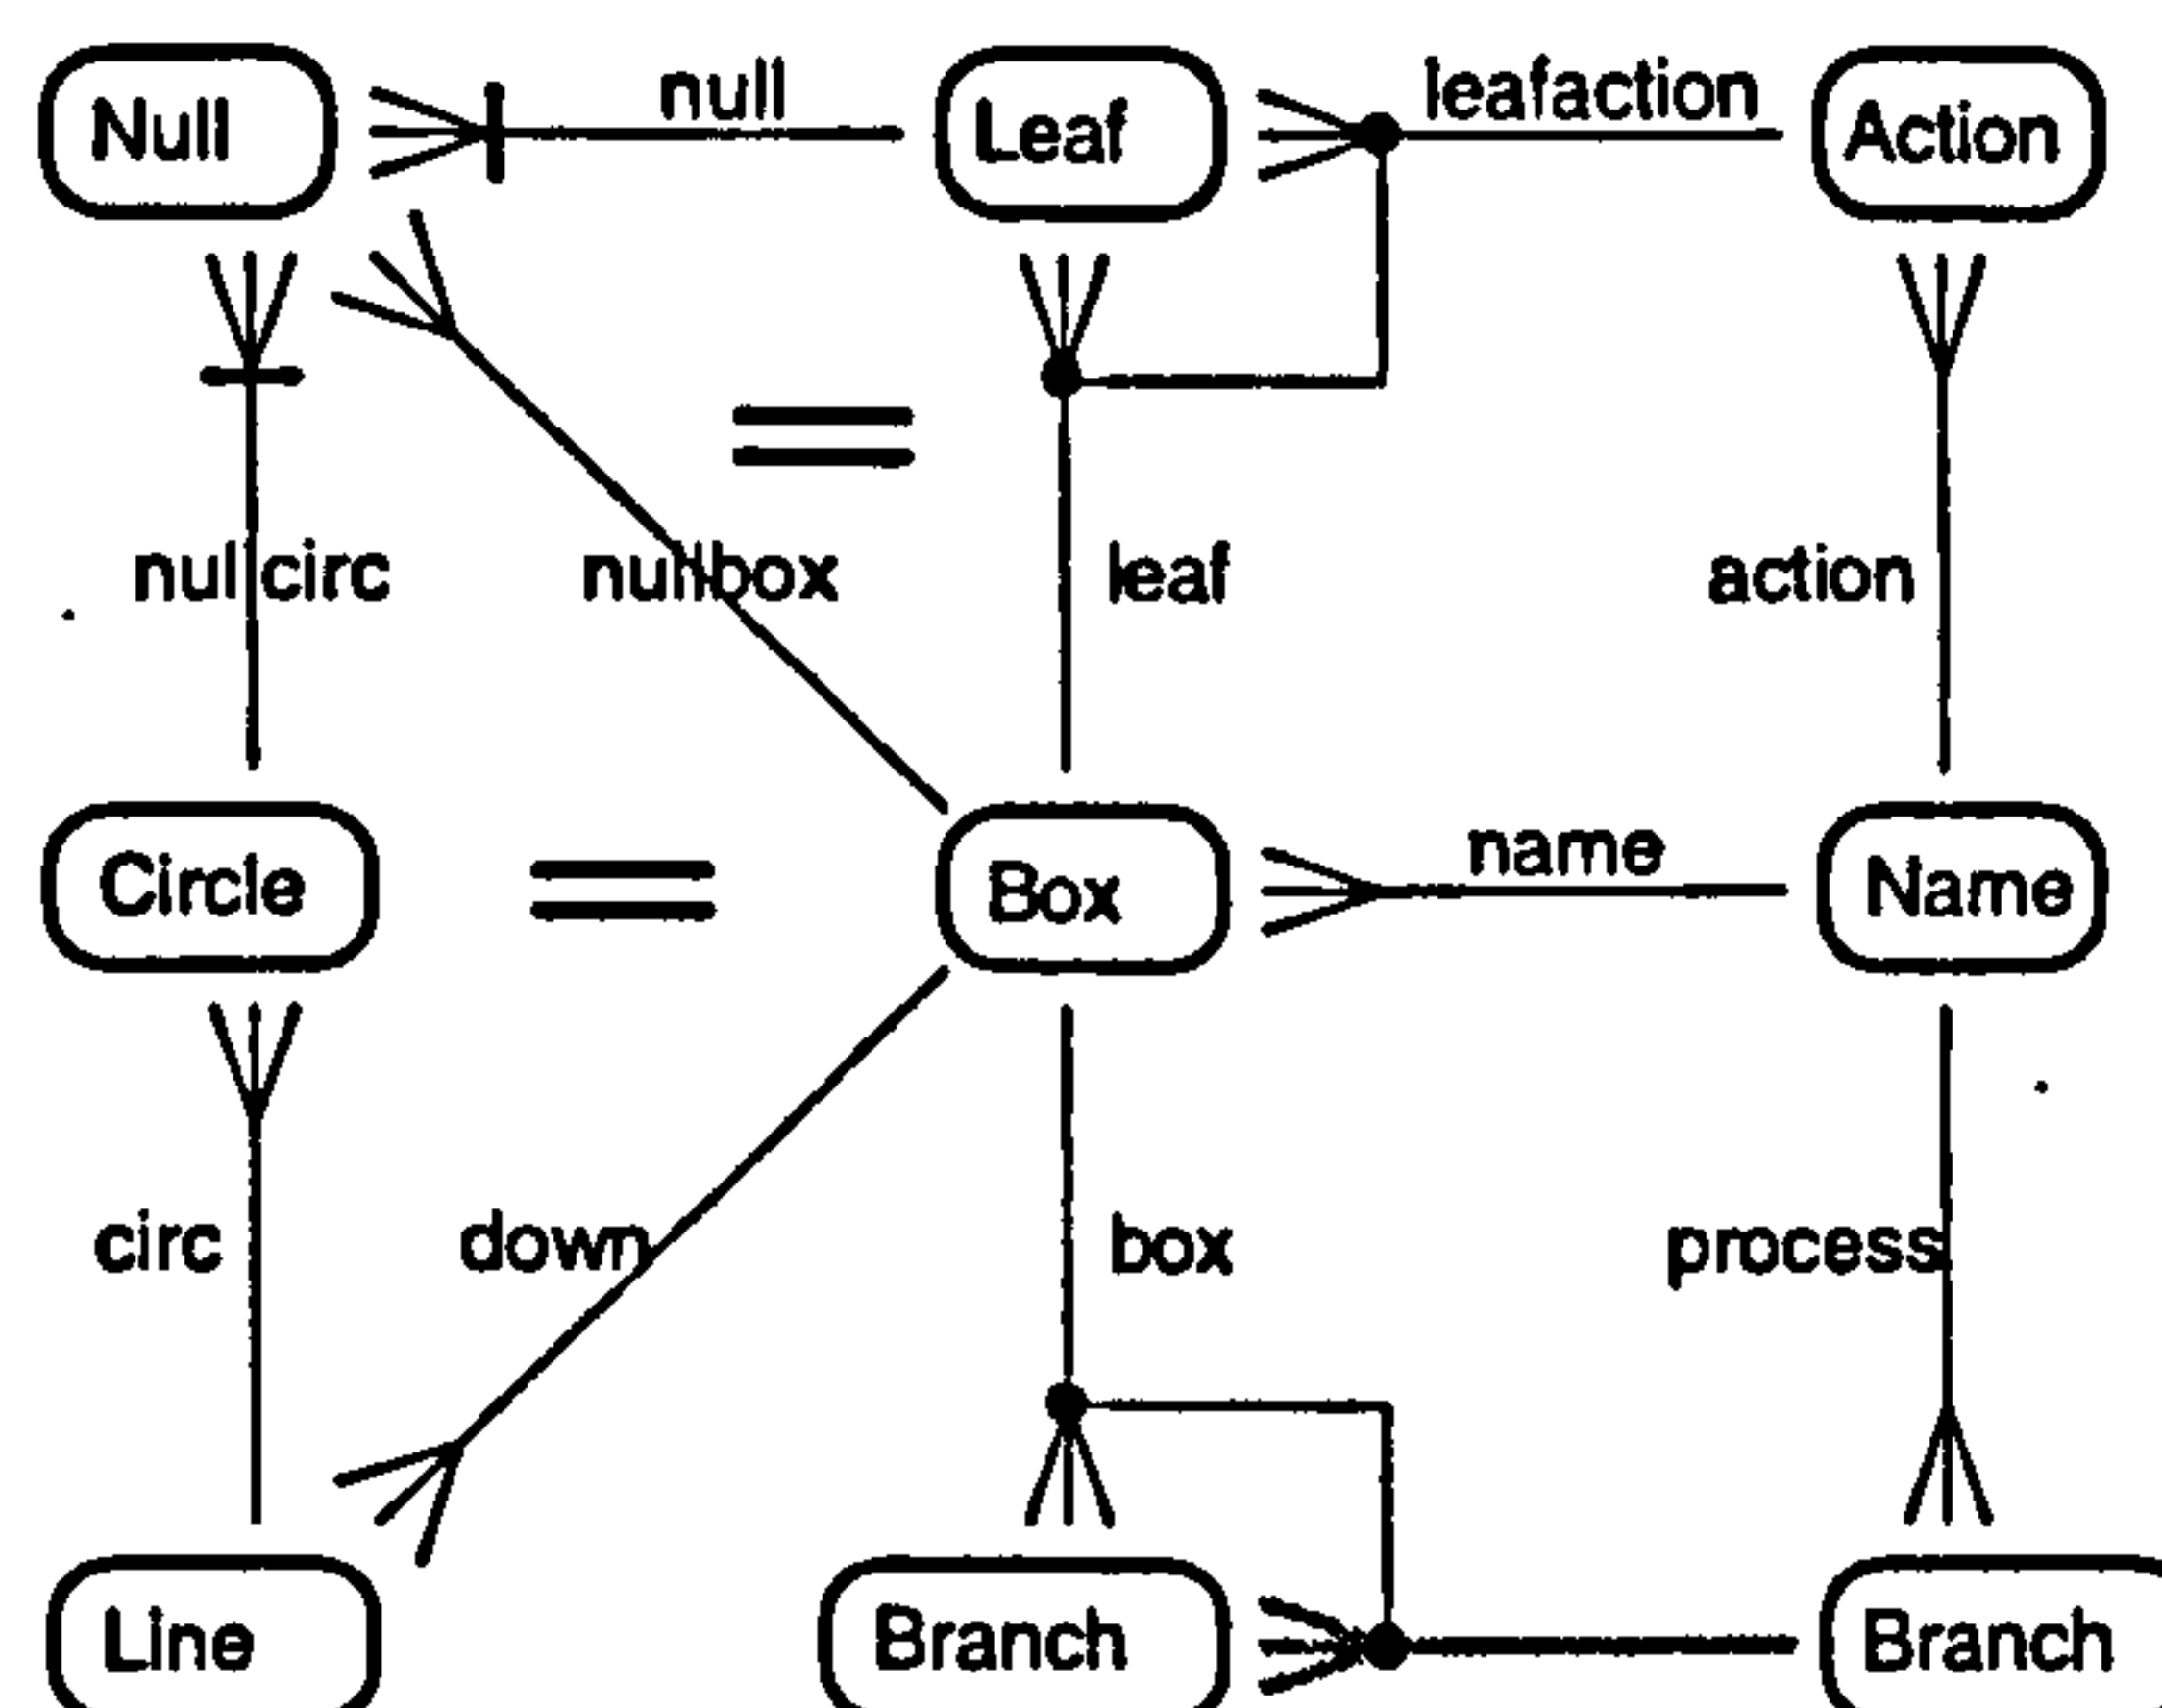 Null null Leaf leafaction Action
nullcirc nullbox leaf action
Circle Box name Name
circ down box process
Line Branch Branch